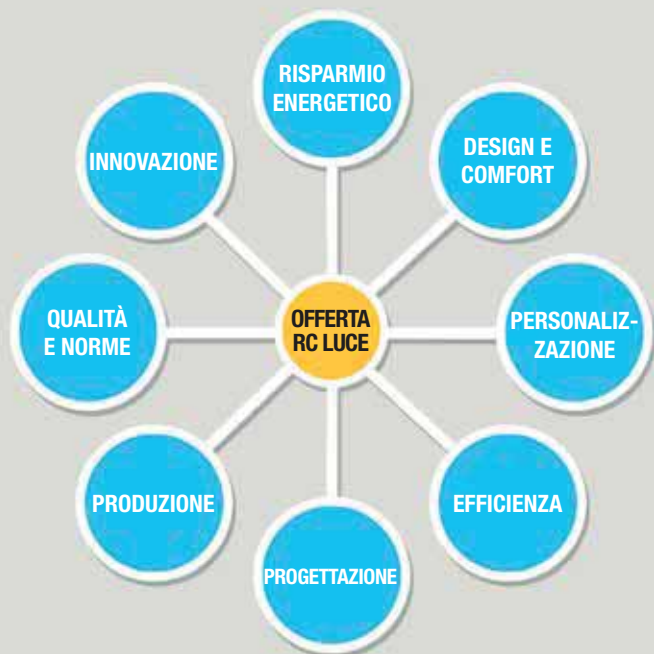 RISPARMIO
ENERGETICO
DESIGN E
COMFORT
PERSONALIZ-
ZAZIONE
EFFICIENZA
PROGETTAZIONE
PRODUZIONE
QUALITÀ
E NORME
INNOVAZIONE
OFFERTA
RC LUCE